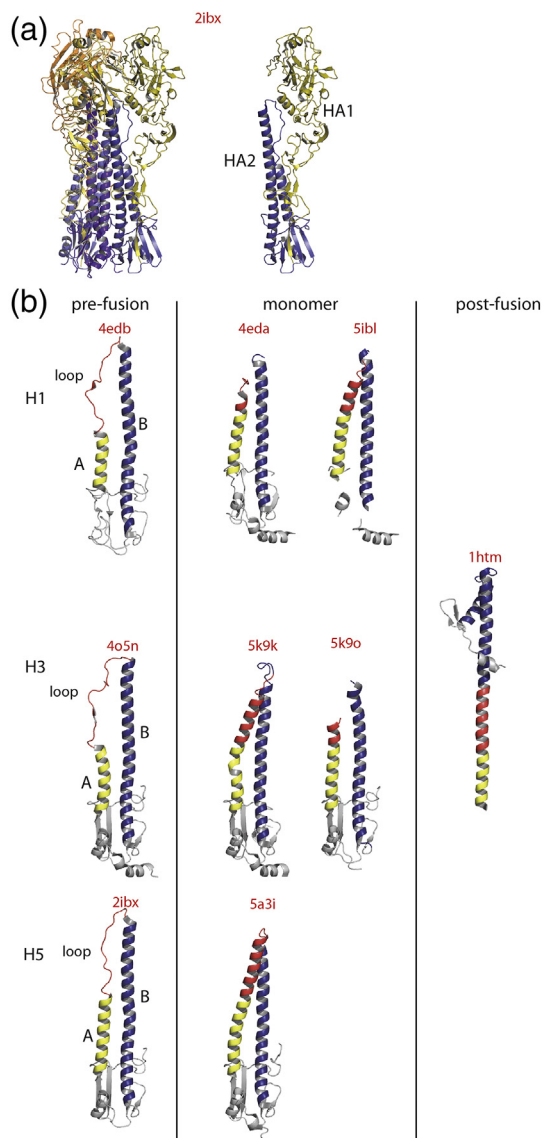 (a)
2ibx
HA1
HA2
(b)
pre-fusion
monomer
post-fusion
4edb
4eda
5ibl
loop
H1
B
A
1htm
4o5n
5k9k
5k9o
H3
loop
B
A
2ibx
5a3i
H5
loop
B
A